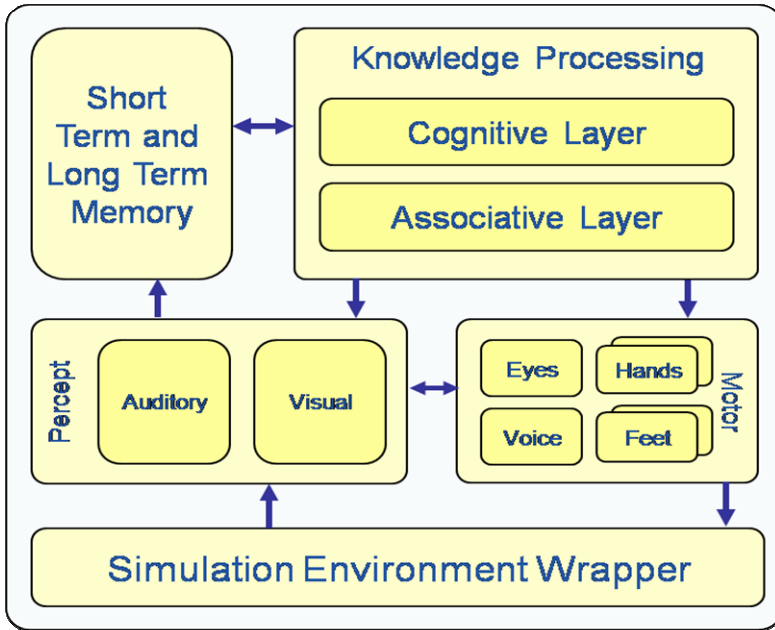 Short
Term and
Long Term
Memory
Knowledge Processing
Cognitive Layer
Associative Layer
Percept
Auditory
Visual
Eyes
Hands
Voice
Feet
Motor
Simulation Environment Wrapper